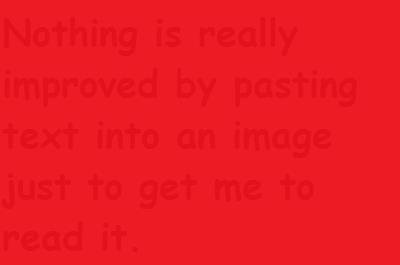 Nothing is really
improved by pasting
text into an image
just to get me to
read it.